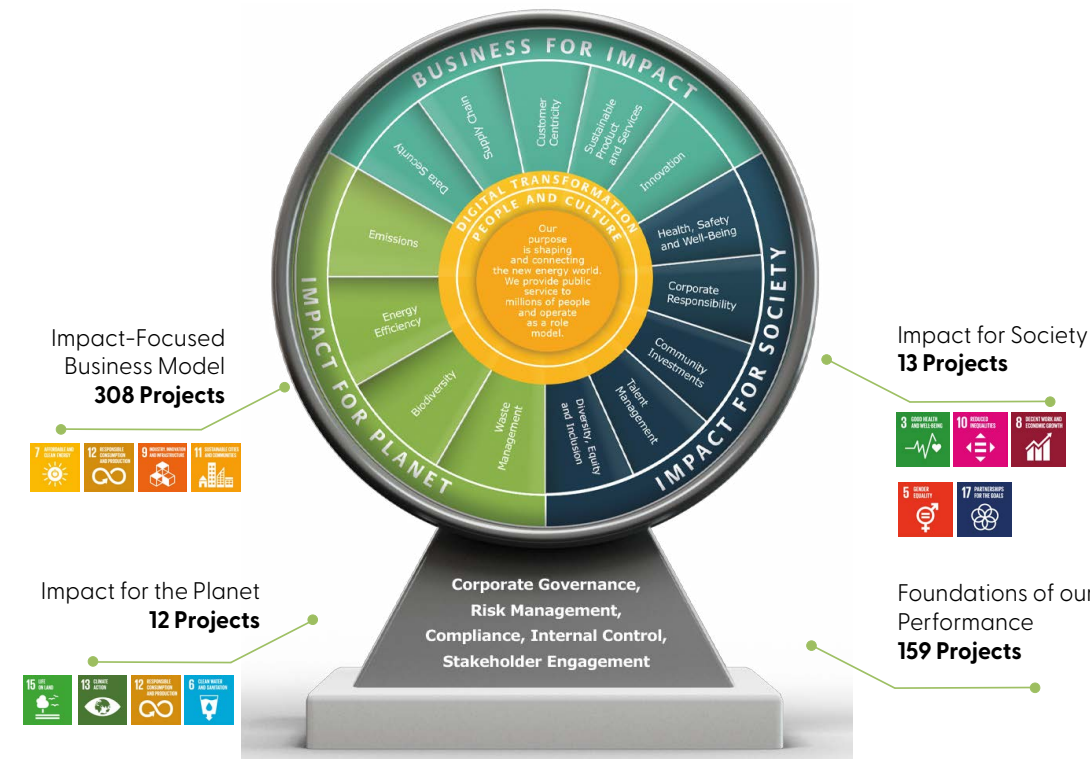 BUSINESS FOR IMPACT
Data Security
Supply Chain
Customer
Centricity
Sustainable
Product
and Services
Innovation
IMPACT FOR SOCIETY
Health, Safety
and Well-Being
Corporate
Responsibility
Community
Investments
Talent
Management
Diversity, Equity
and Inclusion
IMPACT FOR PLANET
Emissions
Energy
Efficiency
Biodiversity
Waste
Management
DIGITAL TRANSFORMATION
PEOPLE AND CULTURE
Our
purpose
is shaping
and connecting
the new energy world.
We provide public
service to
millions of people
and operate
as a role
model.
Corporate Governance,
Risk Management,
Compliance, Internal Control,
Stakeholder Engagement
Impact-Focused
Business Model
308 Projects
7 AFFORDABLE AND
CLEAN ENERGY
12 RESPONSIBLE
CONSUMPTION
AND PRODUCTION
9 INDUSTRY, INNOVATION
AND INFRASTRUCTURE
11 SUSTAINABLE CITIES
AND COMMUNITIES
Impact for the Planet
12 Projects
15 LIFE
ON LAND
13 CLIMATE
ACTION
12 RESPONSIBLE
CONSUMPTION
AND PRODUCTION
6 CLEAN WATER
AND SANITATION
Impact for Society
13 Projects
3 GOOD HEALTH
AND WELL-BEING
10 REDUCED
INEQUALITIES
8 DECENT WORK AND
ECONOMIC GROWTH
5 GENDER
EQUALITY
17 PARTNERSHIPS
FOR THE GOALS
Foundations of our
Performance
159 Projects